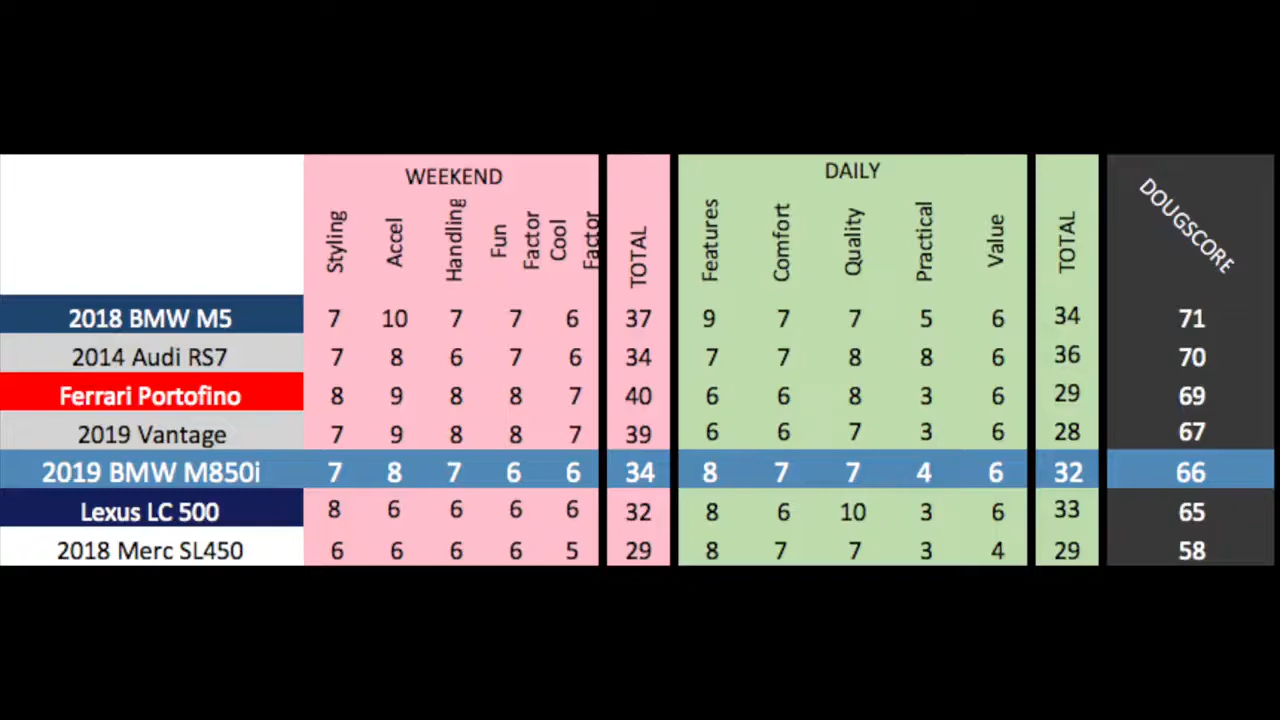 WEEKEND DAILY
Styling Accel Handling Fun Factor Cool Factor TOTAL Features Comfort Quality Practical Value TOTAL DOUGSCORE
2018 BMW M5 7 10 7 7 6 37 9 7 7 5 6 34 71
2014 Audi RS7 7 8 6 7 6 34 7 7 8 8 6 36 70
Ferrari Portofino 8 9 8 8 7 40 6 6 8 3 6 29 69
2019 Vantage 7 9 8 8 7 39 6 6 7 3 6 28 67
2019 BMW M850i 7 8 7 6 6 34 8 7 7 4 6 32 66
Lexus LC 500 8 6 6 6 6 32 8 6 10 3 6 33 65
2018 Merc SL450 6 6 6 6 5 29 8 7 7 3 4 29 58